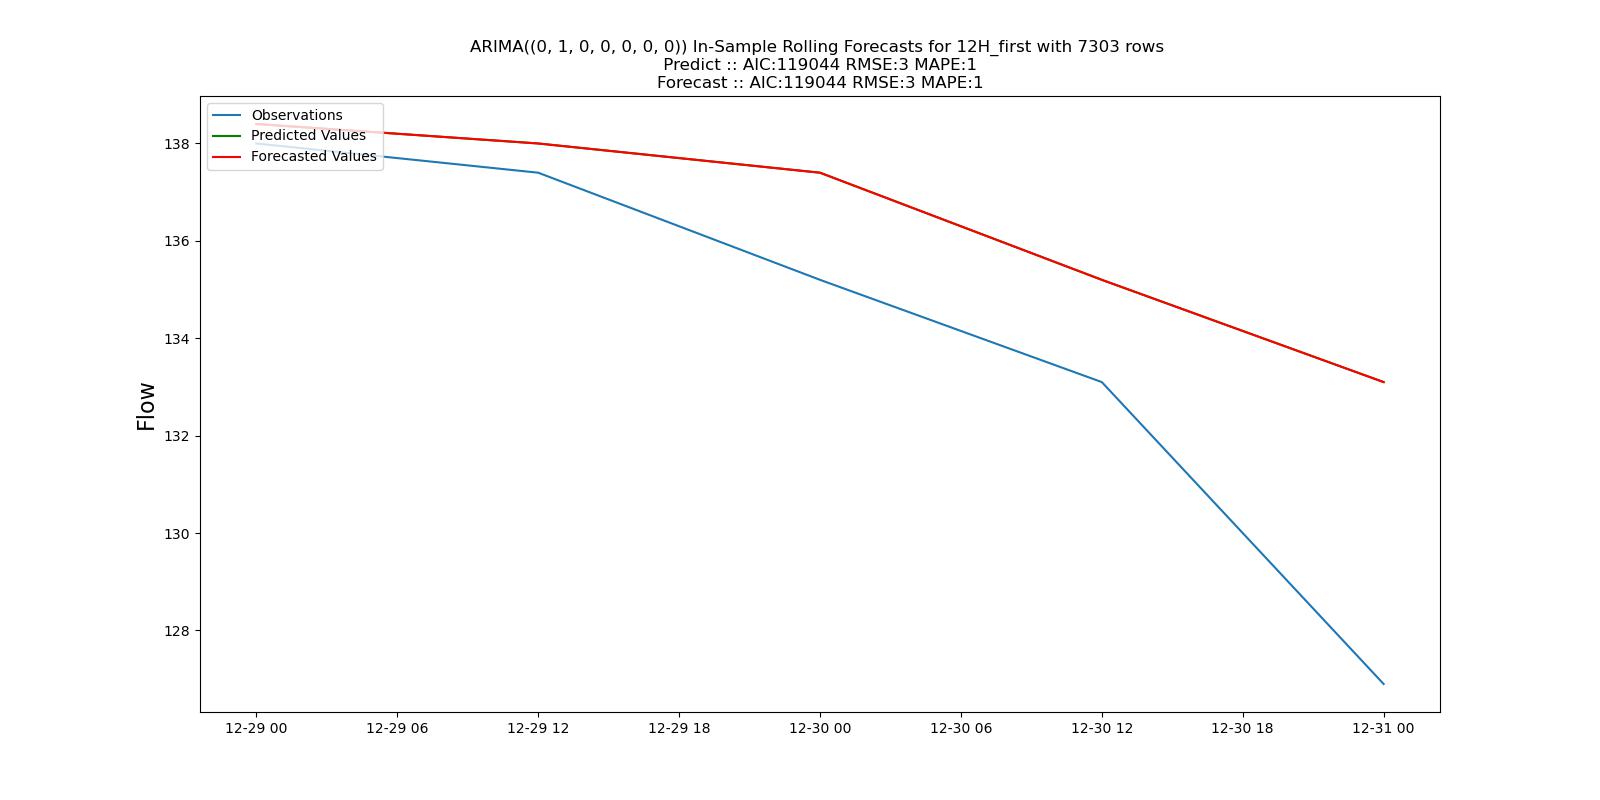 ARIMA((0, 1, 0, 0, 0, 0, 0)) In-Sample Rolling Forecasts for 12H_first with 7303 rows
Predict :: AIC:119044 RMSE:3 MAPE:1
Forecast :: AIC:119044 RMSE:3 MAPE:1
Observations
Predicted Values
Forecasted Values
138
136
134
132
130
128
Flow
12-29 00
12-29 06
12-29 12
12-29 18
12-30 00
12-30 06
12-30 12
12-30 18
12-31 00